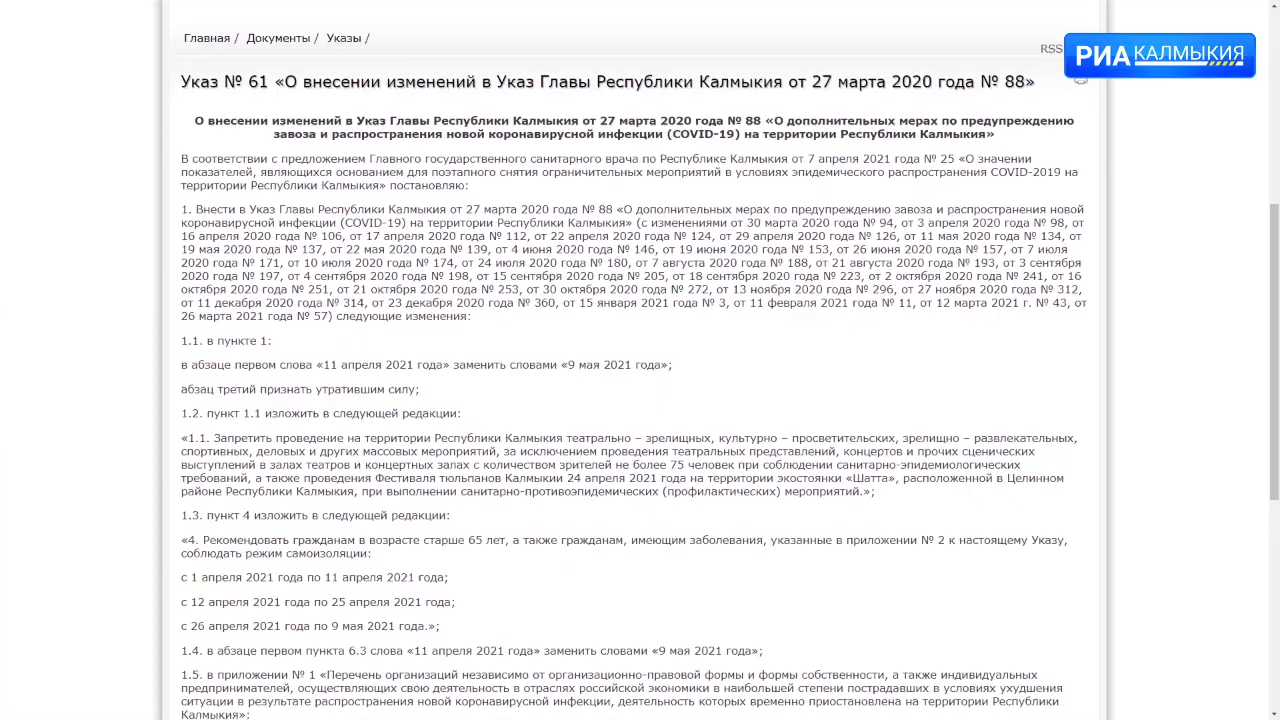 Главная / Документы / Указы /
RSS
РИА КАЛМЫКИЯ
Указ № 61 «О внесении изменений в Указ Главы Республики Калмыкия от 27 марта 2020 года № 88»
О внесении изменений в Указ Главы Республики Калмыкия от 27 марта 2020 года № 88 «О дополнительных мерах по предупреждению
завоза и распространения новой коронавирусной инфекции (COVID-19) на территории Республики Калмыкия»
В соответствии с предложением Главного государственного санитарного врача по Республике Калмыкия от 7 апреля 2021 года № 25 «О значении
показателей, являющихся основанием для поэтапного снятия ограничительных мероприятий в условиях эпидемического распространения COVID-2019 на
территории Республики Калмыкия» постановляю:
1. Внести в Указ Главы Республики Калмыкия от 27 марта 2020 года № 88 «О дополнительных мерах по предупреждению завоза и распространения новой
коронавирусной инфекции (COVID-19) на территории Республики Калмыкия» (с изменениями от 30 марта 2020 года № 94, от 3 апреля 2020 года № 98, от
16 апреля 2020 года № 106, от 17 апреля 2020 года № 112, от 22 апреля 2020 года № 124, от 29 апреля 2020 года № 126, от 11 мая 2020 года № 134, от
19 мая 2020 года № 137, от 22 мая 2020 года № 139, от 4 июня 2020 года № 146, от 19 июня 2020 года № 153, от 26 июня 2020 года № 157, от 7 июля
2020 года № 171, от 10 июля 2020 года № 174, от 24 июля 2020 года № 180, от 7 августа 2020 года № 188, от 21 августа 2020 года № 193, от 3 сентября
2020 года № 197, от 4 сентября 2020 года № 198, от 15 сентября 2020 года № 205, от 18 сентября 2020 года № 223, от 2 октября 2020 года № 241, от 16
октября 2020 года № 251, от 21 октября 2020 года № 253, от 30 октября 2020 года № 272, от 13 ноября 2020 года № 296, от 27 ноября 2020 года № 312,
от 11 декабря 2020 года № 314, от 23 декабря 2020 года № 360, от 15 января 2021 года № 3, от 11 февраля 2021 года № 11, от 12 марта 2021 г. № 43, от
26 марта 2021 года № 57) следующие изменения:
1.1. в пункте 1:
в абзаце первом слова «11 апреля 2021 года» заменить словами «9 мая 2021 года»;
абзац третий признать утратившим силу;
1.2. пункт 1.1 изложить в следующей редакции:
«1.1. Запретить проведение на территории Республики Калмыкия театрально – зрелищных, культурно – просветительских, зрелищно – развлекательных,
спортивных, деловых и других массовых мероприятий, за исключением проведения театральных представлений, концертов и прочих сценических
выступлений в залах театров и концертных залах с количеством зрителей не более 75 человек при соблюдении санитарно-эпидемиологических
требований, а также проведения Фестиваля тюльпанов Калмыкии 24 апреля 2021 года на территории экостоянки «Шатта», расположенной в Целинном
районе Республики Калмыкия, при выполнении санитарно-противоэпидемических (профилактических) мероприятий.»;
1.3. пункт 4 изложить в следующей редакции:
«4. Рекомендовать гражданам в возрасте старше 65 лет, а также гражданам, имеющим заболевания, указанные в приложении № 2 к настоящему Указу,
соблюдать режим самоизоляции:
с 1 апреля 2021 года по 11 апреля 2021 года;
с 12 апреля 2021 года по 25 апреля 2021 года;
с 26 апреля 2021 года по 9 мая 2021 года.»;
1.4. в абзаце первом пункта 6.3 слова «11 апреля 2021 года» заменить словами «9 мая 2021 года»;
1.5. в приложении № 1 «Перечень организаций независимо от организационно-правовой формы и формы собственности, а также индивидуальных
предпринимателей, осуществляющих свою деятельность в отраслях российской экономики в наибольшей степени пострадавших в условиях ухудшения
ситуации в результате распространения новой коронавирусной инфекции, деятельность которых временно приостановлена на территории Республики
Калмыкия»: